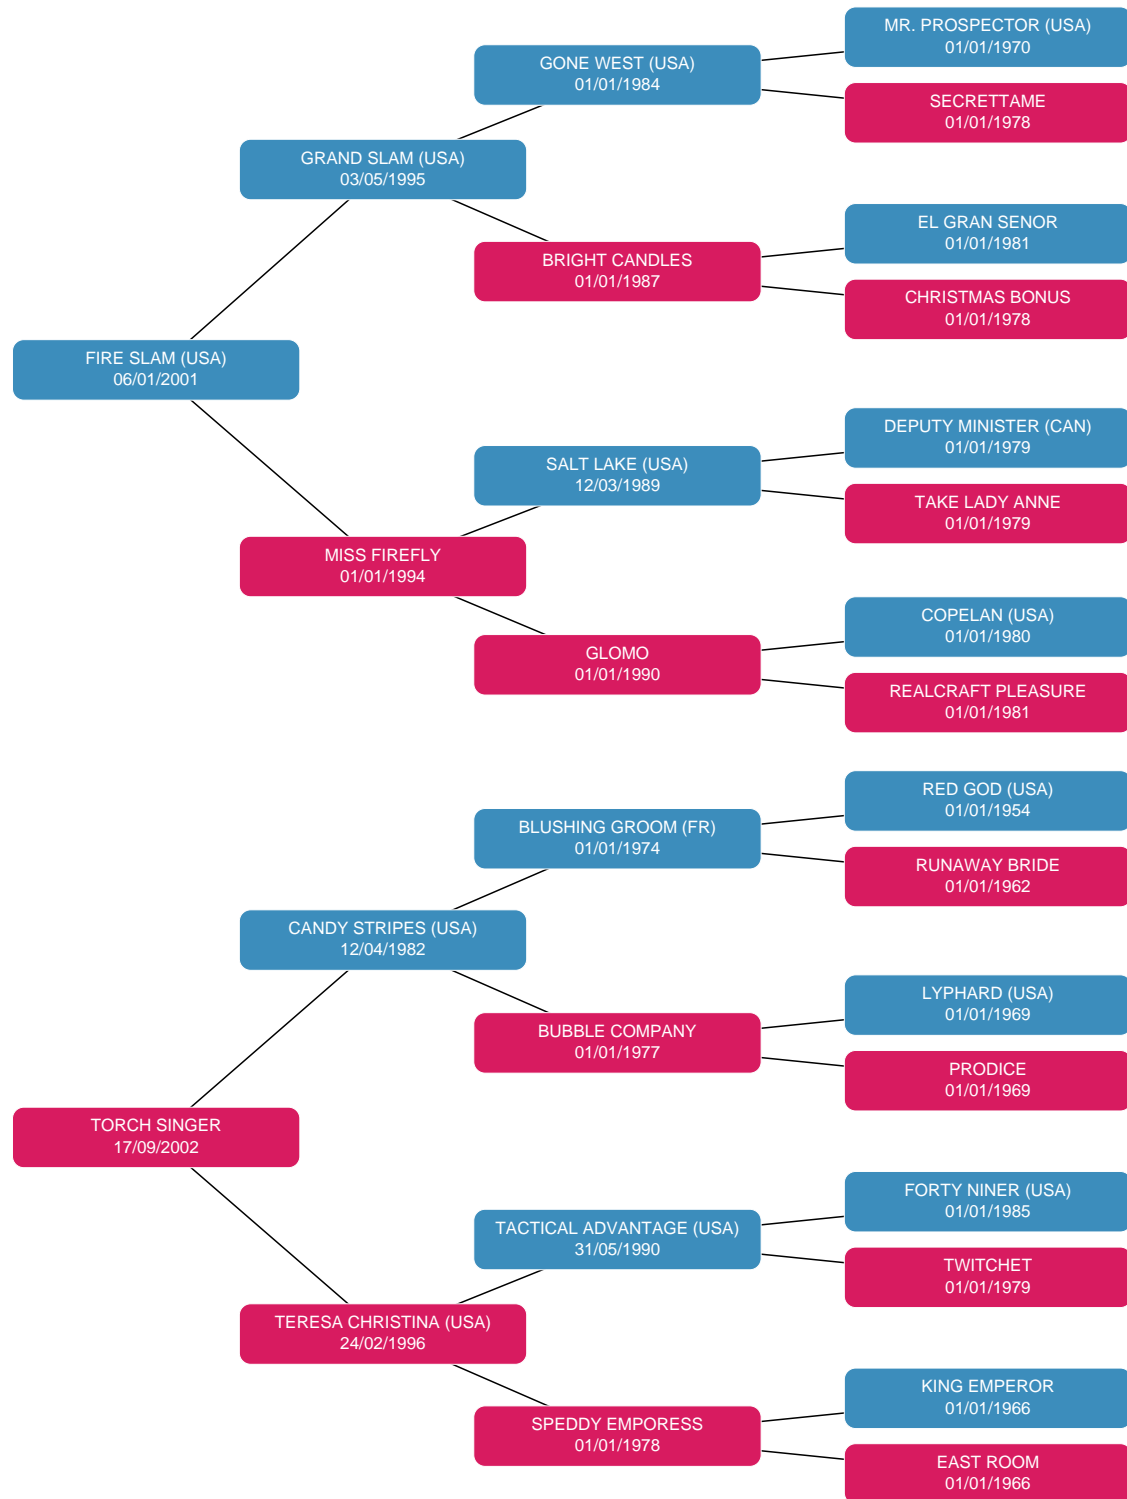 MR. PROSPECTOR (USA)
01/01/1970
GONE WEST (USA)
01/01/1984
SECRETTAME
01/01/1978
GRAND SLAM (USA)
03/05/1995
EL GRAN SENOR
01/01/1981
BRIGHT CANDLES
01/01/1987
CHRISTMAS BONUS
01/01/1978
FIRE SLAM (USA)
06/01/2001
DEPUTY MINISTER (CAN)
01/01/1979
SALT LAKE (USA)
12/03/1989
TAKE LADY ANNE
01/01/1979
MISS FIREFLY
01/01/1994
COPELAN (USA)
01/01/1980
GLOMO
01/01/1990
REALCRAFT PLEASURE
01/01/1981
RED GOD (USA)
01/01/1954
BLUSHING GROOM (FR)
01/01/1974
RUNAWAY BRIDE
01/01/1962
CANDY STRIPES (USA)
12/04/1982
LYPHARD (USA)
01/01/1969
BUBBLE COMPANY
01/01/1977
PRODICE
01/01/1969
TORCH SINGER
17/09/2002
FORTY NINER (USA)
01/01/1985
TACTICAL ADVANTAGE (USA)
31/05/1990
TWITCHET
01/01/1979
TERESA CHRISTINA (USA)
24/02/1996
KING EMPEROR
01/01/1966
SPEDDY EMPORESS
01/01/1978
EAST ROOM
01/01/1966